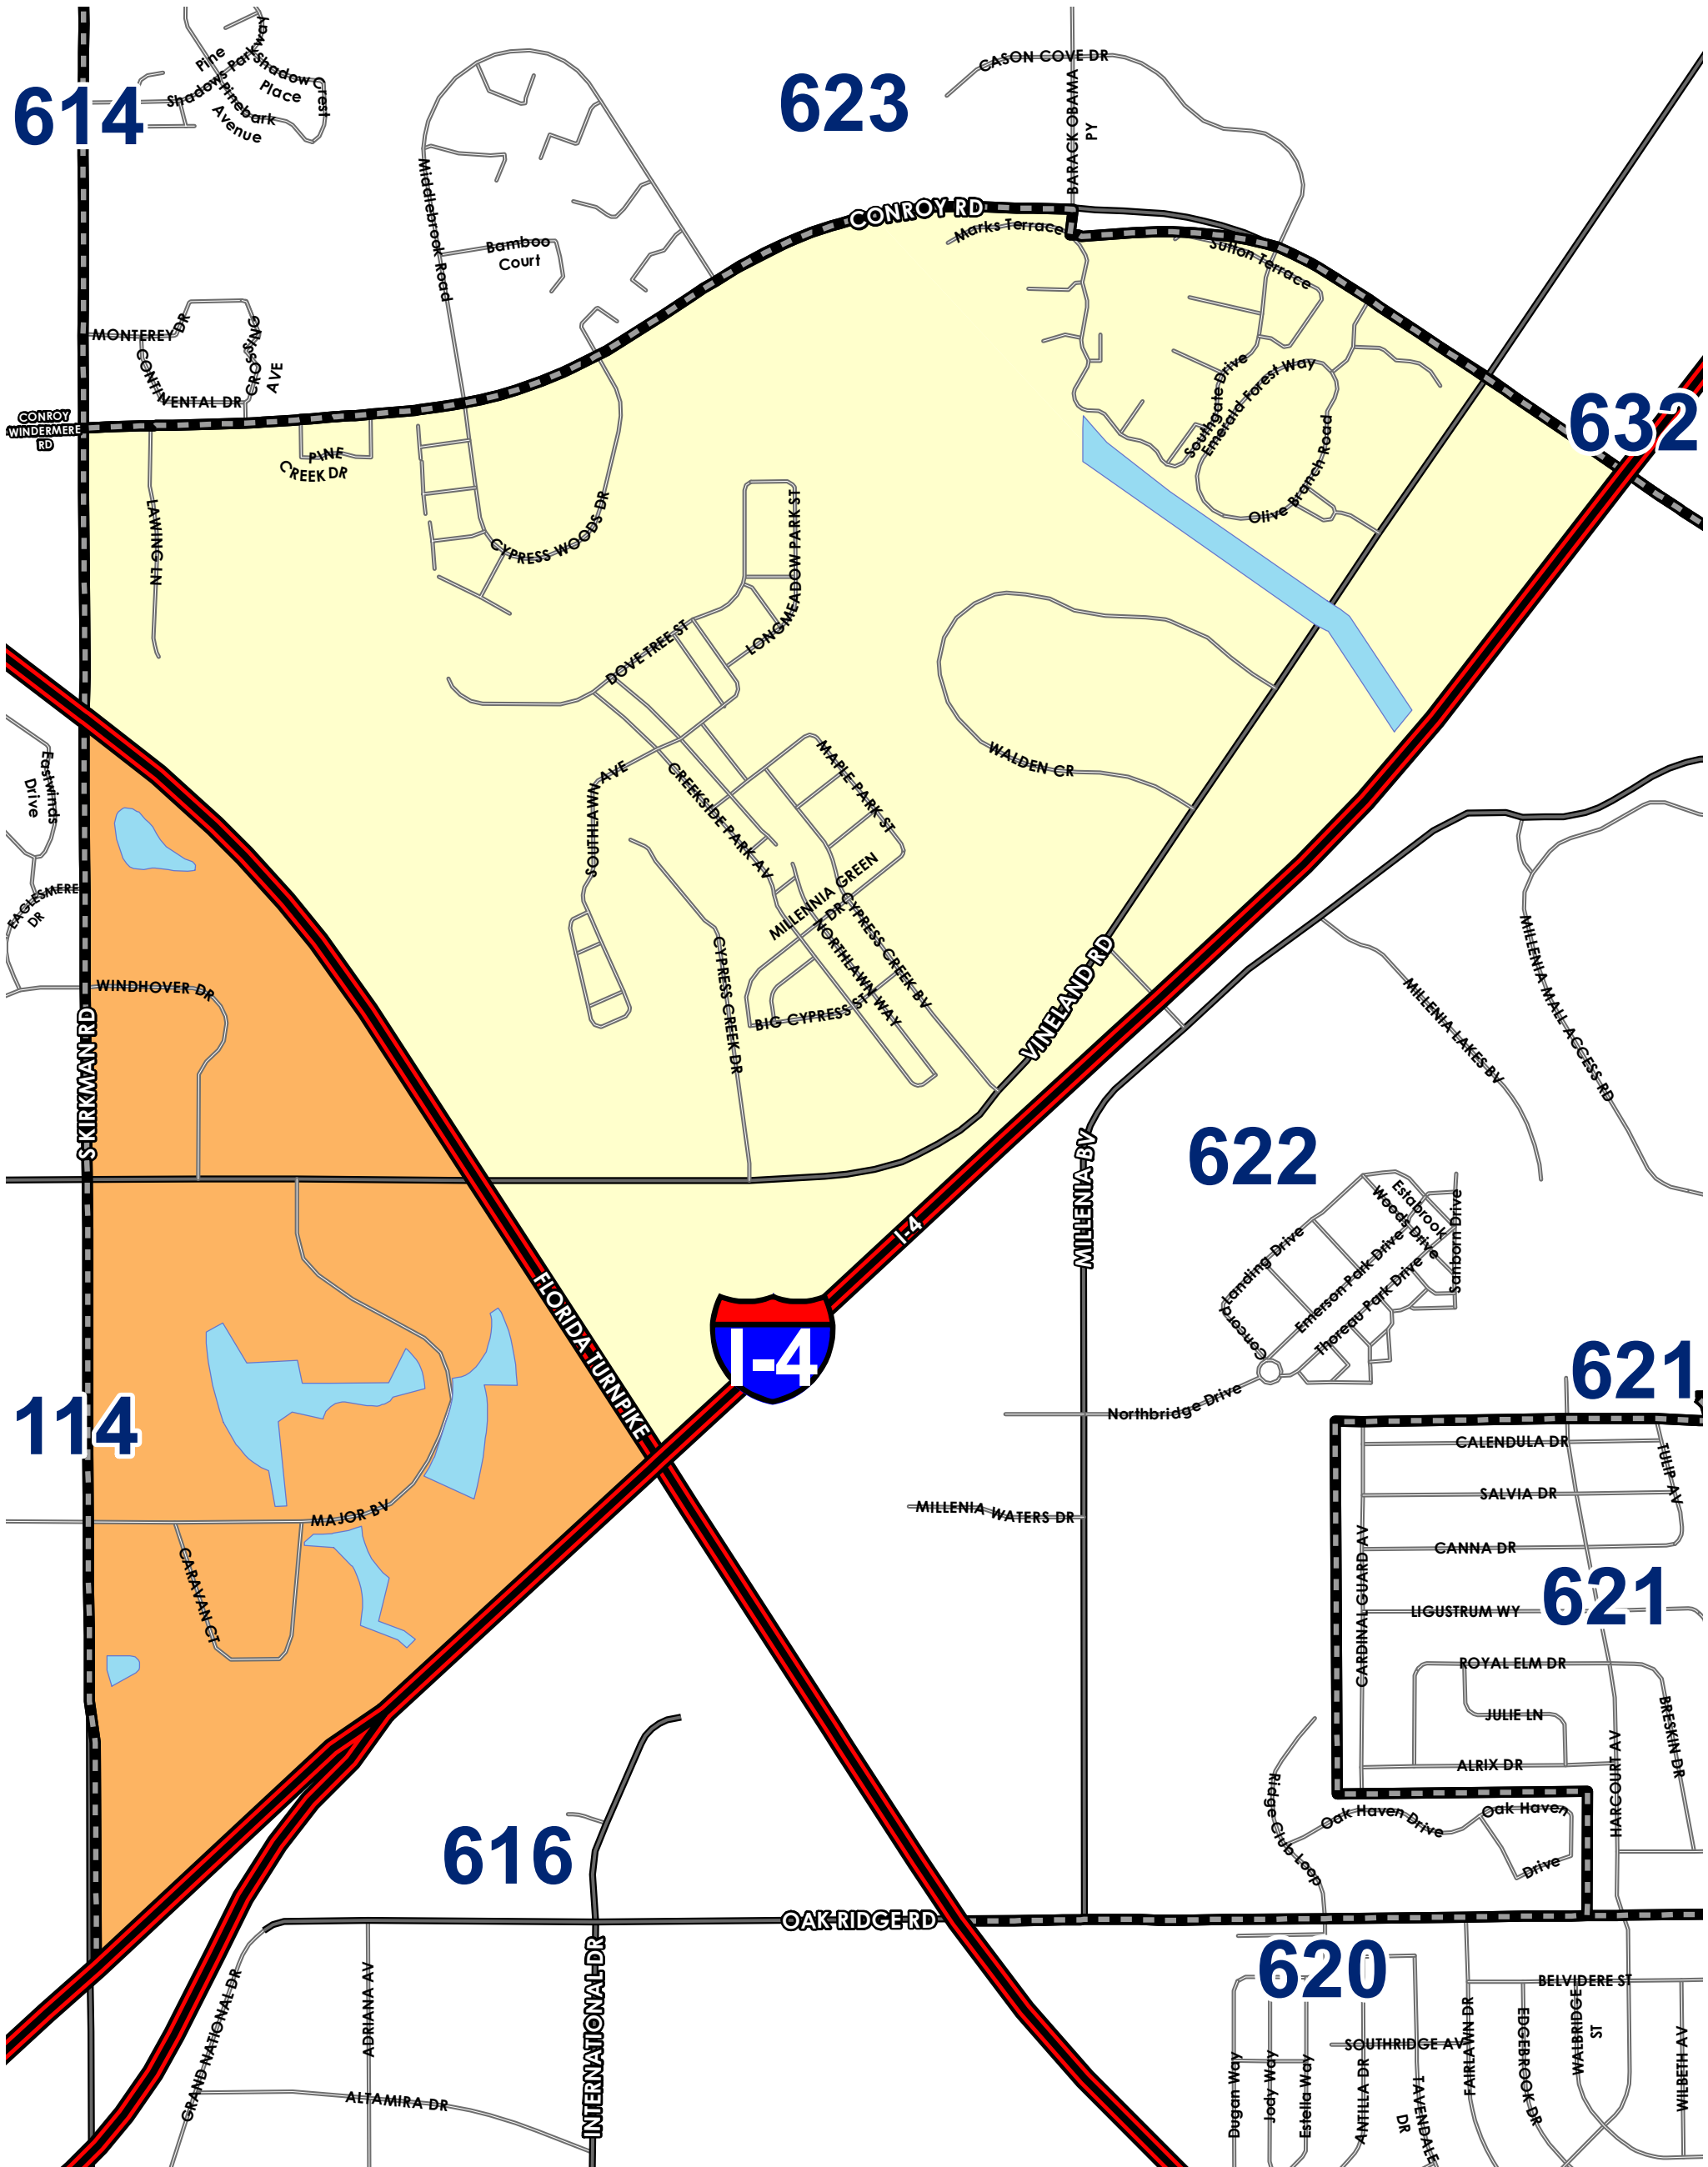 614
623
632
622
621
621
114
616
620
Pine
Shadows Parkway
Shadow Crest
Place
Pinebark
Avenue
CASON COVE DR
BARACK OBAMA
PY
Middlebrook Road
Bamboo
Court
CONROY RD
Marks Terrace
Sutton Terrace
MONTEREY DR
CONTINENTAL DR
CROSSING
AVE
CONROY
WINDERMERE
RD
PINE
CREEK DR
LAWING LN
CYPRESS WOODS DR
Southgate Drive
Emerald Forest Way
Olive Branch Road
LONGMEADOW PARK ST
DOVE TREE ST
WALDEN CR
Eastwinds
Drive
EAGLESMERE
DR
SOUTHLAWN AVE
CREEKSIDE PARK AV
MAPLE PARK ST
MILLENNIA GREEN
DR
CYPRESS CREEK BV
NORTHLAWN WAY
BIG CYPRESS ST
CYPRESS CREEK DR
VINELAND RD
WINDHOVER DR
S KIRKMAN RD
MILLENIA LAKES BV
MILLENIA MALL ACCESS RD
MILLENIA BV
I-4
I-4
FLORIDA TURNPIKE
Estabrook
Woods Drive
Sanborn Drive
Concord Landing Drive
Emerson Park Drive
Thoreau Park Drive
Northbridge Drive
MILLENIA WATERS DR
MAJOR BV
CARAVAN CT
CALENDULA DR
TULIP AV
SALVIA DR
CANNA DR
CARDINAL GUARD AV
LIGUSTRUM WY
ROYAL ELM DR
JULIE LN
ALRIX DR
BRESKIN DR
HARCOURT AV
Ridge Club Loop
Oak Haven Drive
Oak Haven
Drive
OAK RIDGE RD
INTERNATIONAL DR
GRAND NATIONAL DR
ADRIANA AV
ALTAMIRA DR
BELVIDERE ST
SOUTHRIDGE AV
Dugan Way
Jody Way
Estella Way
ANTILLA DR
TAVENDALE
DR
FAIRLAWN DR
EDGEBROOK DR
WALBRIDGE
ST
WILBETH AV